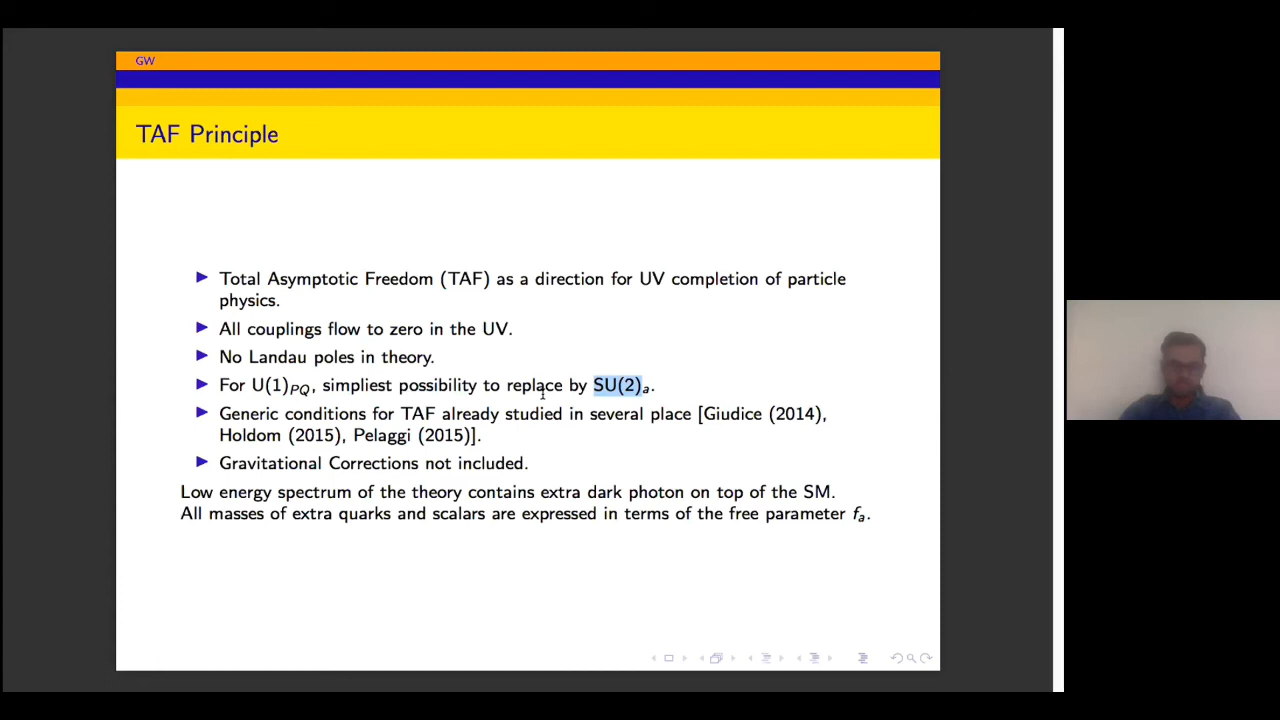 GW
TAF Principle
▶ Total Asymptotic Freedom (TAF) as a direction for UV completion of particle
physics.
▶ All couplings flow to zero in the UV.
▶ No Landau poles in theory.
▶ For U(1)PQ, simpliest possibility to replace by SU(2)a.
▶ Generic conditions for TAF already studied in several place [Giudice (2014),
Holdom (2015), Pelaggi (2015)].
▶ Gravitational Corrections not included.
Low energy spectrum of the theory contains extra dark photon on top of the SM.
All masses of extra quarks and scalars are expressed in terms of the free parameter fa.